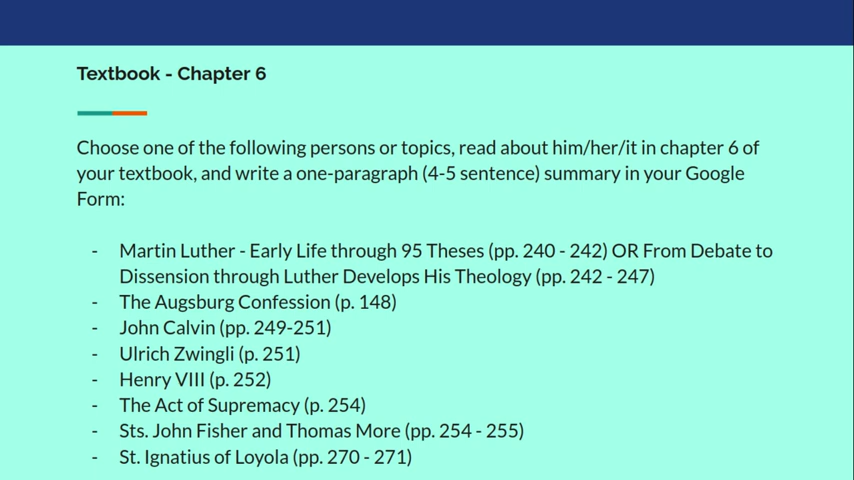 Textbook - Chapter 6
Choose one of the following persons or topics, read about him/her/it in chapter 6 of
your textbook, and write a one-paragraph (4-5 sentence) summary in your Google
Form:
- Martin Luther - Early Life through 95 Theses (pp. 240 - 242) OR From Debate to
Dissension through Luther Develops His Theology (pp. 242 - 247)
- The Augsburg Confession (p. 148)
- John Calvin (pp. 249-251)
- Ulrich Zwingli (p. 251)
- Henry VIII (p. 252)
- The Act of Supremacy (p. 254)
- Sts. John Fisher and Thomas More (pp. 254 - 255)
- St. Ignatius of Loyola (pp. 270 - 271)